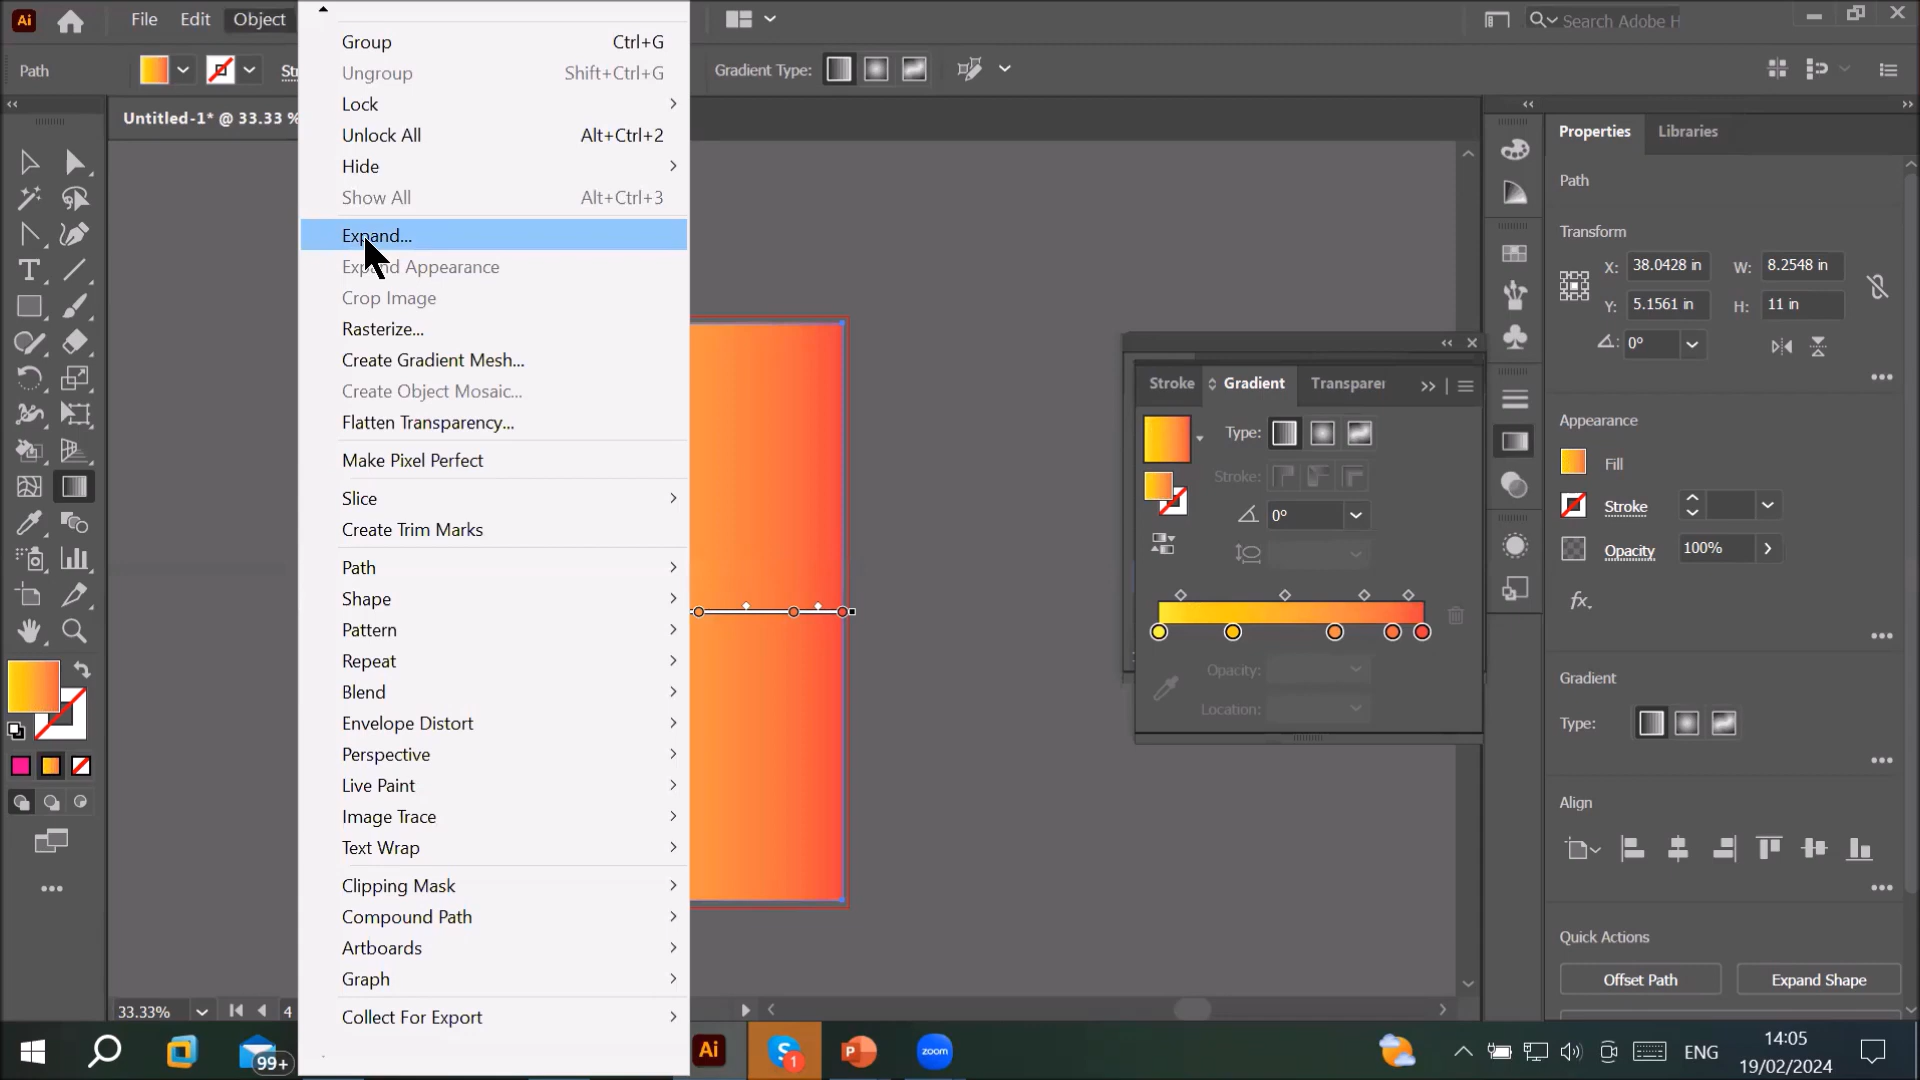 Ai
File
Edit
Object
Search Adobe H
Path
Gradient Type:
Untitled-1* @ 33.33 %
Group Ctrl+G
Ungroup Shift+Ctrl+G
Lock
Unlock All Alt+Ctrl+2
Hide
Show All Alt+Ctrl+3
Expand...
Expand Appearance
Crop Image
Rasterize...
Create Gradient Mesh...
Create Object Mosaic...
Flatten Transparency...
Make Pixel Perfect
Slice
Create Trim Marks
Path
Shape
Pattern
Repeat
Blend
Envelope Distort
Perspective
Live Paint
Image Trace
Text Wrap
Clipping Mask
Compound Path
Artboards
Graph
Collect For Export
Stroke
Gradient
Type:
Stroke:
0°
Opacity:
Location:
Properties
Libraries
Path
Transform
X: 38.0428 in W: 8.2548 in
Y: 5.1561 in H: 11 in
0°
Appearance
Fill
Stroke
Opacity 100%
fx.
Gradient
Type:
Align
Quick Actions
Offset Path
Expand Shape
33.33%
4
99+
Ai
S
1
P
zoom
ENG
14:05
19/02/2024